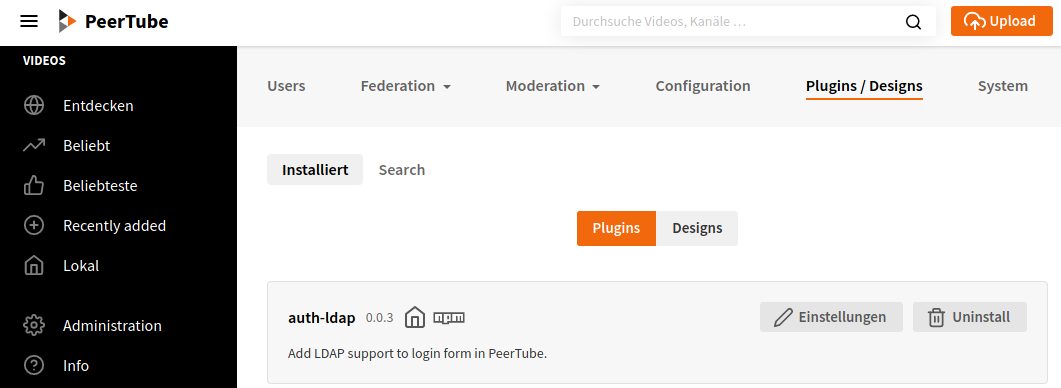 PeerTube
Durchsuche Videos, Kanäle …
Upload
VIDEOS
Entdecken
Beliebt
Beliebteste
Recently added
Lokal
Administration
Info
Users Federation Moderation Configuration Plugins / Designs System
Installiert Search
Plugins Designs
auth-ldap 0.0.3 npm Einstellungen Uninstall
Add LDAP support to login form in PeerTube.